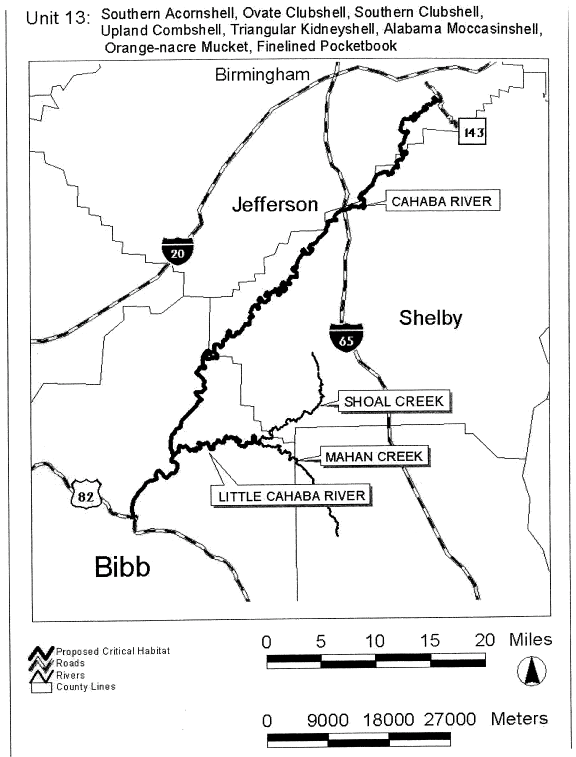 Unit 13: Southern Acornshell, Ovate Clubshell, Southern Clubshell,
Upland Combshell, Triangular Kidneyshell, Alabama Moccasinshell,
Orange-nacre Mucket, Finelined Pocketbook
Birmingham
143
CAHABA RIVER
Jefferson
20
Shelby
65
SHOAL CREEK
MAHAN CREEK
LITTLE CAHABA RIVER
82
Bibb
Proposed Critical Habitat
Roads
Rivers
County Lines
0 5 10 15 20 Miles
0 9000 18000 27000 Meters